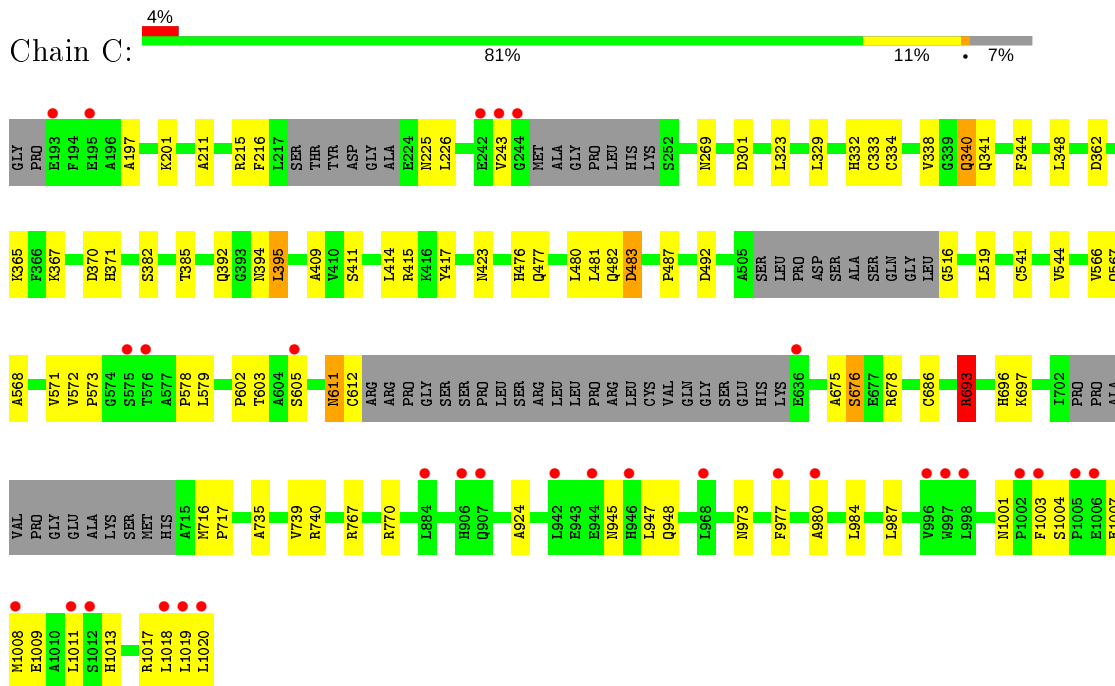 4%
Chain C:
81% 11% • 7%
GLY PRO E193 F194 E195 A196 A197 K201 A211 R215 F216 L217 SER THR TYR ASP GLY ALA E224 N225 L226 E242 V243 G244 MET ALA GLY PRO LEU HIS LYS S252 N269 D301 L323 L329 H332 C333 C334 V338 G339 Q340 Q341 F344 L348 D362
K365 F366 K367 D370 H371 S382 T385 Q392 G393 N394 L395 A409 V410 S411 L414 R415 K416 Y417 N423 H476 Q477 L480 L481 Q482 D483 P487 D492 A505 SER LEU PRO ASP SER ALA SER GLN GLY LEU G516 L519 C541 V544 V566 Q567
A568 V571 V572 P573 G574 S575 T576 A577 P578 L579 P602 T603 A604 S605 N611 C612 ARG ARG PRO GLY SER SER PRO LEU SER ARG LEU LEU PRO ARG LEU CYS VAL GLN GLY SER GLU HIS LYS E636 A675 S676 E677 R678 C686 R693 H696 K697 I702 PRO PRO ALA
VAL PRO GLY GLU ALA LYS SER MET HIS A715 M716 P717 A735 V739 R740 R767 R770 L884 H906 Q907 A924 L942 E943 E944 N945 H946 L947 Q948 L968 N973 F977 A980 L984 L987 V996 W997 L998 N1001 P1002 F1003 S1004 P1005 E1006 E1007
M1008 E1009 A1010 L1011 S1012 H1013 R1017 L1018 L1019 L1020